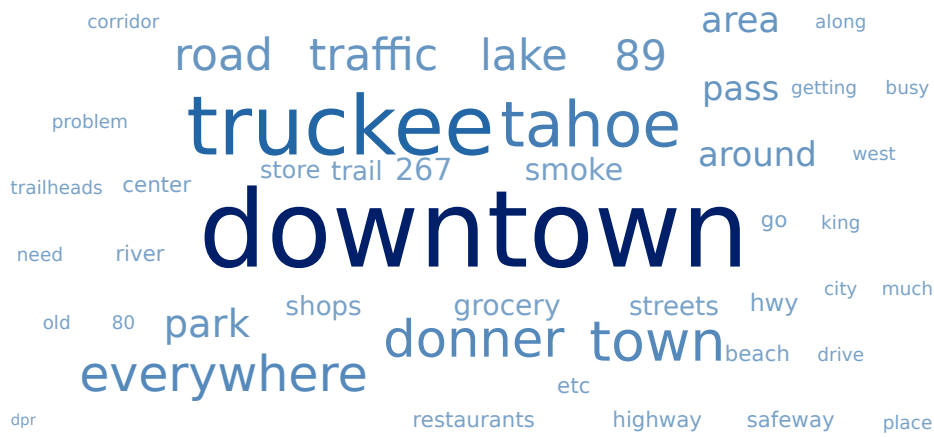 corridor area along
road traffic lake 89
truckee tahoe pass getting busy
problem around west
store trail 267 smoke
trailheads center
downtown go king
need river
shops grocery streets hwy city much
old 80 park donner town beach drive
everywhere etc
dpr restaurants highway safeway place